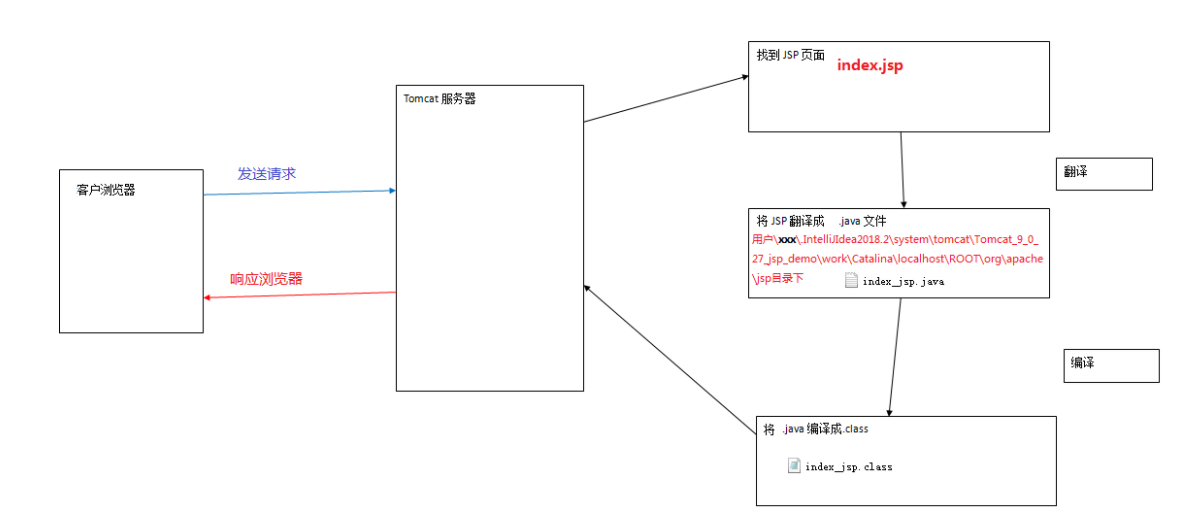 客户浏览器
发送请求
响应浏览器
Tomcat 服务器
找到 JSP 页面 index.jsp
翻译
将 JSP 翻译成 .java 文件
用户\xxx\.IntelliJIdea2018.2\system\tomcat\Tomcat_9_0_
27_jsp_demo\work\Catalina\localhost\ROOT\org\apache
\jsp目录下 index_jsp.java
编译
将 .java 编译成.class
index_jsp.class